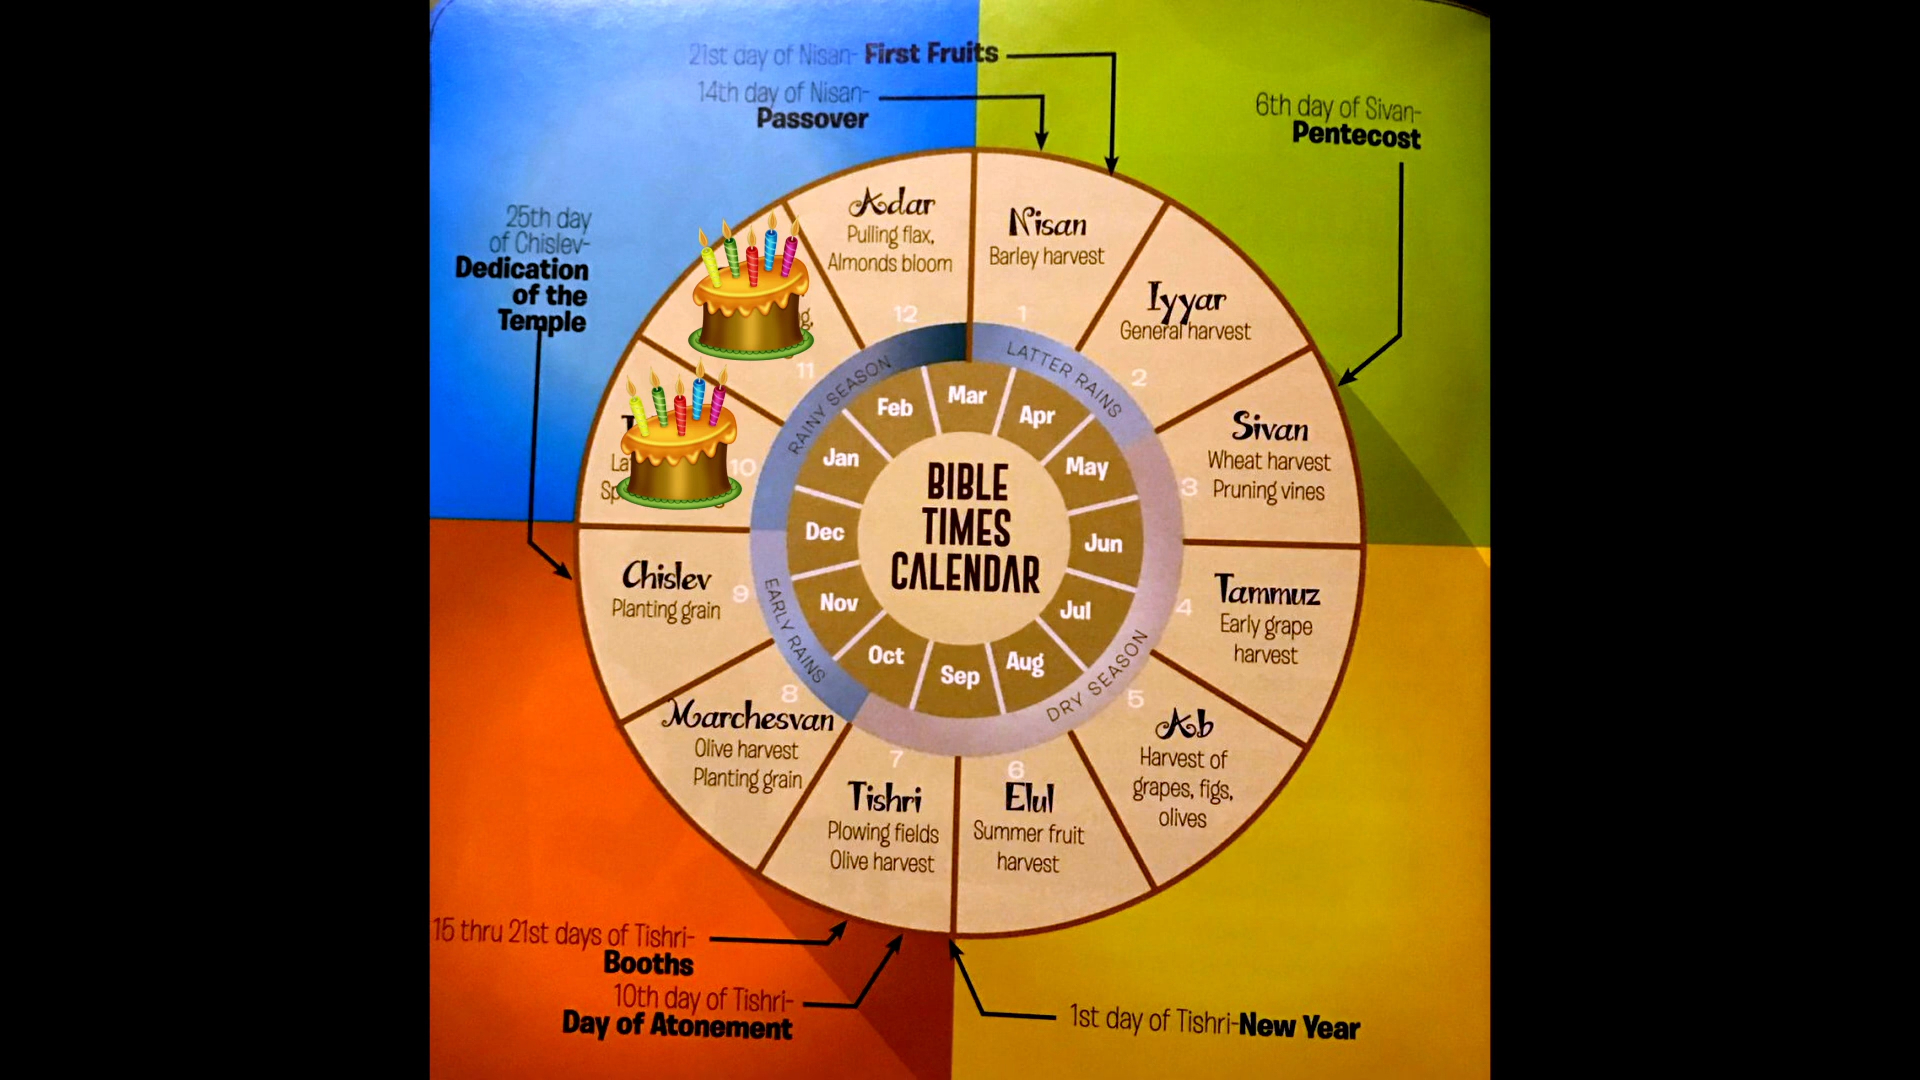 21st day of Nisan- First Fruits
14th day of Nisan-
Passover
6th day of Sivan-
Pentecost
25th day
of Chislev-
Dedication
of the
Temple
Adar
Pulling flax,
Almonds bloom
12
Nisan
Barley harvest
1
Iyyar
General harvest
2
Sivan
Wheat harvest
3 Pruning vines
Tammuz
4 Early grape
harvest
5
Ab
Harvest of
grapes, figs,
olives
6
Elul
Summer fruit
harvest
7
Tishri
Plowing fields
Olive harvest
8
Marchesvan
Olive harvest
Planting grain
Chislev
Planting grain
9
10
11
RAINY SEASON
LATTER RAINS
DRY SEASON
EARLY RAINS
Mar
Apr
May
Jun
Jul
Aug
Sep
Oct
Nov
Dec
Jan
Feb
BIBLE
TIMES
CALENDAR
15 thru 21st days of Tishri-
Booths
10th day of Tishri-
Day of Atonement
1st day of Tishri-New Year